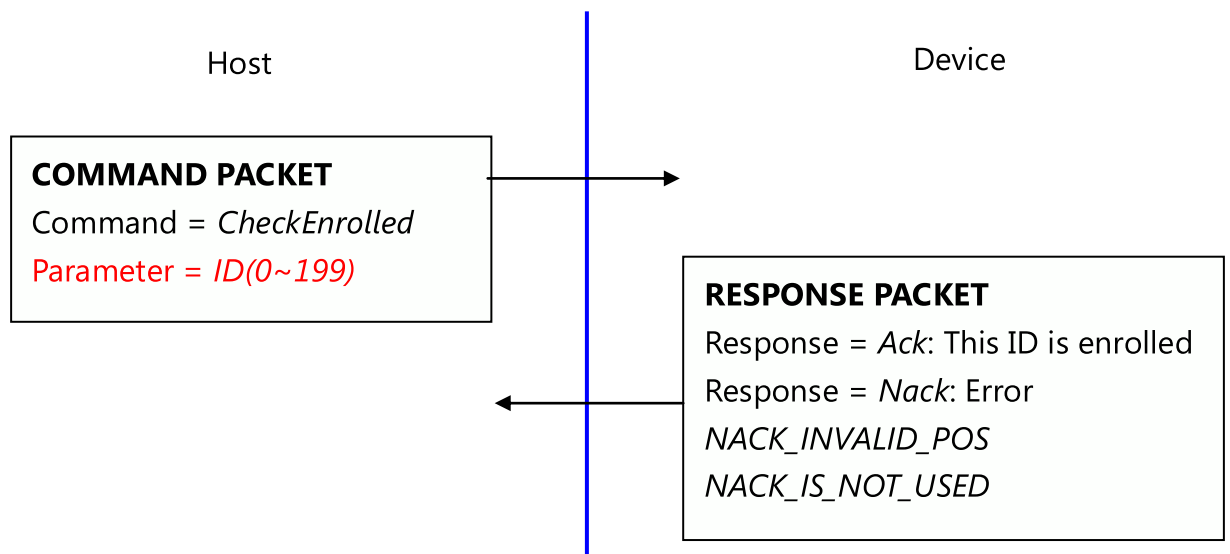 Host
Device
COMMAND PACKET
Command = CheckEnrolled
Parameter = ID(0~199)
RESPONSE PACKET
Response = Ack: This ID is enrolled
Response = Nack: Error
NACK_INVALID_POS
NACK_IS_NOT_USED